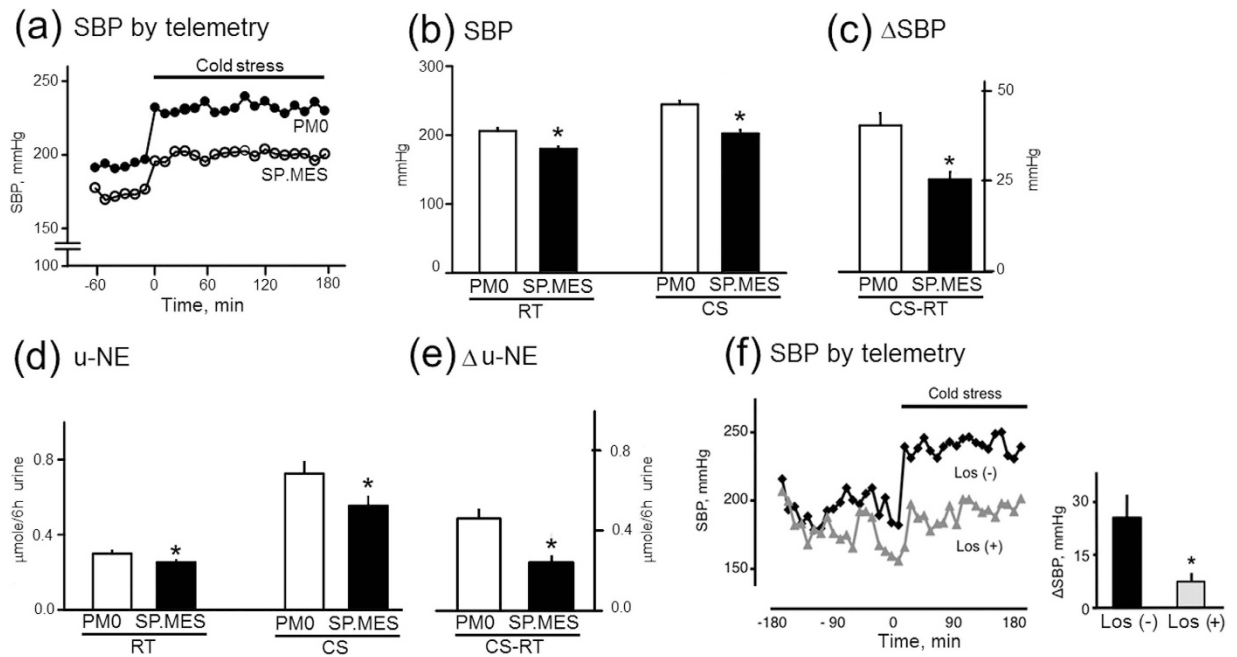 (a) SBP by telemetry
Cold stress
250
200
150
100
SBP, mmHg
PM0
SP.MES
-60 0 60 120 180
Time, min
(b) SBP
300
200
100
0
mmHg
*
*
PM0 SP.MES PM0 SP.MES
RT CS
(c) ΔSBP
50
25
0
mmHg
*
PM0 SP.MES
CS-RT
(d) u-NE
0.8
0.4
0.0
μmole/6h urine
*
*
PM0 SP.MES PM0 SP.MES
RT CS
(e) Δ u-NE
0.8
0.4
0.0
μmole/6h urine
*
PM0 SP.MES
CS-RT
(f) SBP by telemetry
Cold stress
250
200
150
SBP, mmHg
Los (-)
Los (+)
-180 - 90 0 90 180
Time, min
30
15
0
ΔSBP, mmHg
*
Los (-) Los (+)